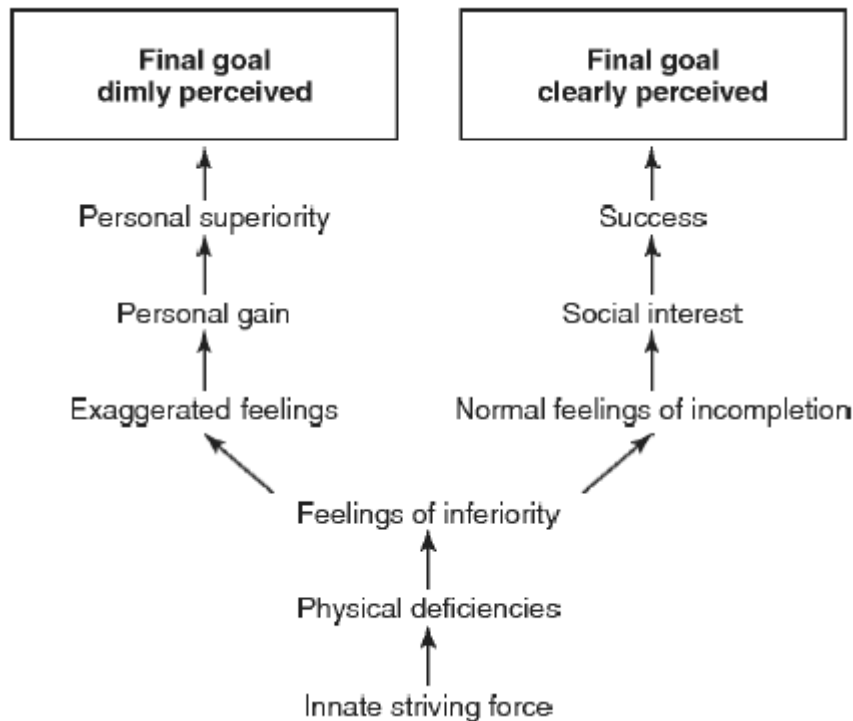 Final goal
dimly perceived
Final goal
clearly perceived
Personal superiority
Success
Personal gain
Social interest
Exaggerated feelings
Normal feelings of incompletion
Feelings of inferiority
Physical deficiencies
Innate striving force